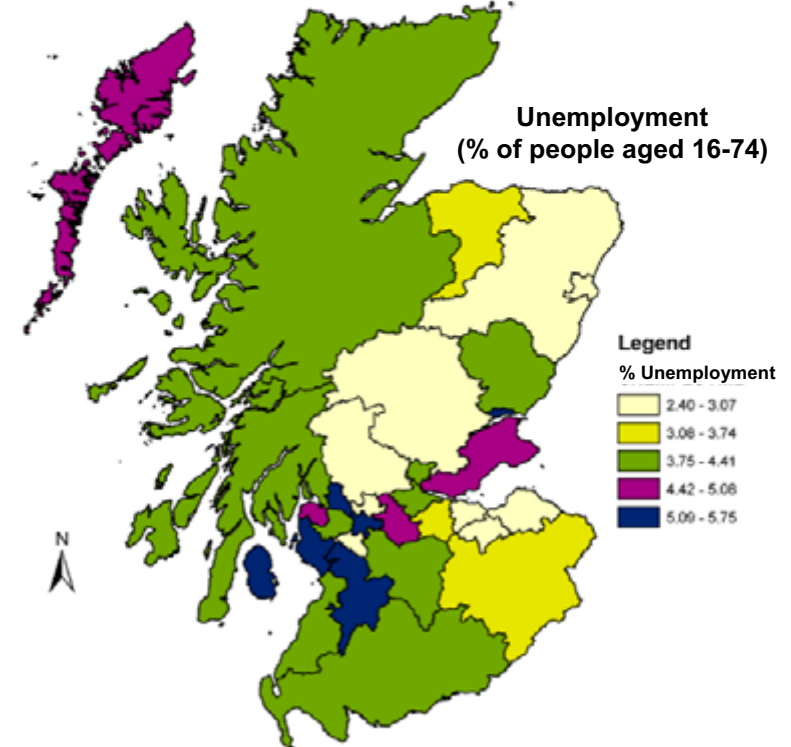 Unemployment
(% of people aged 16-74)
Legend
% Unemployment
2.40 - 3.07
3.08 - 3.74
3.75 - 4.41
4.42 - 5.08
5.09 - 5.75
N